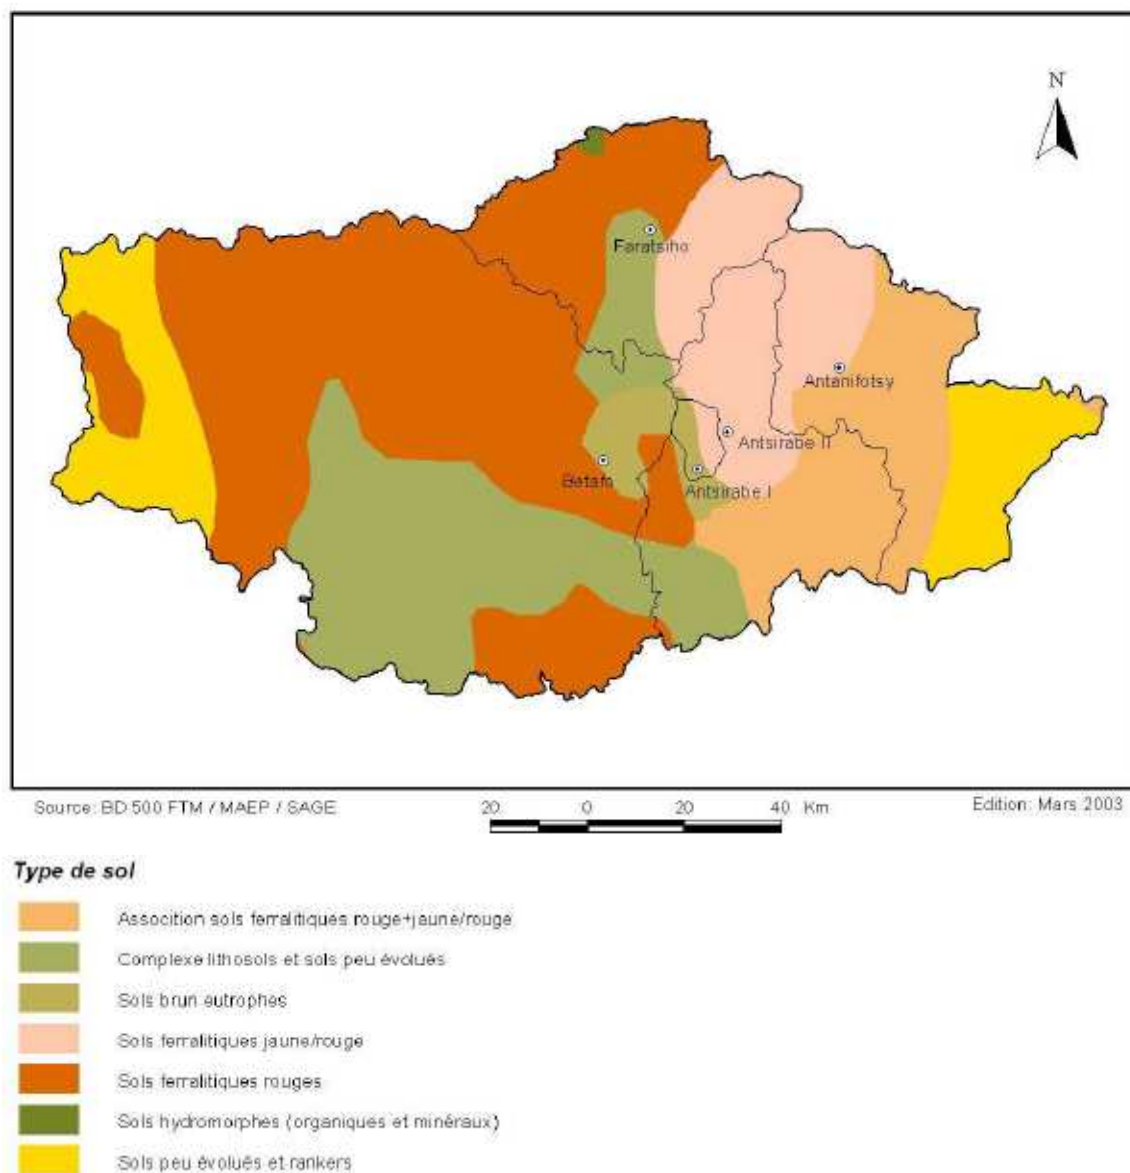 N
Faratsiho
Antanifotsy
Antsirabe II
Betafo
Antsirabe I
Source: BD 500 FTM / MAEP / SAGE
20 0 20 40 Km
Edition: Mars 2003
Type de sol
Assocition sols ferralitiques rouge+jaune/rouge
Complexe lithosols et sols peu évolués
Sols brun eutrophes
Sols ferralitiques jaune/rouge
Sols ferralitiques rouges
Sols hydromorphes (organiques et minéraux)
Sols peu évolués et rankers